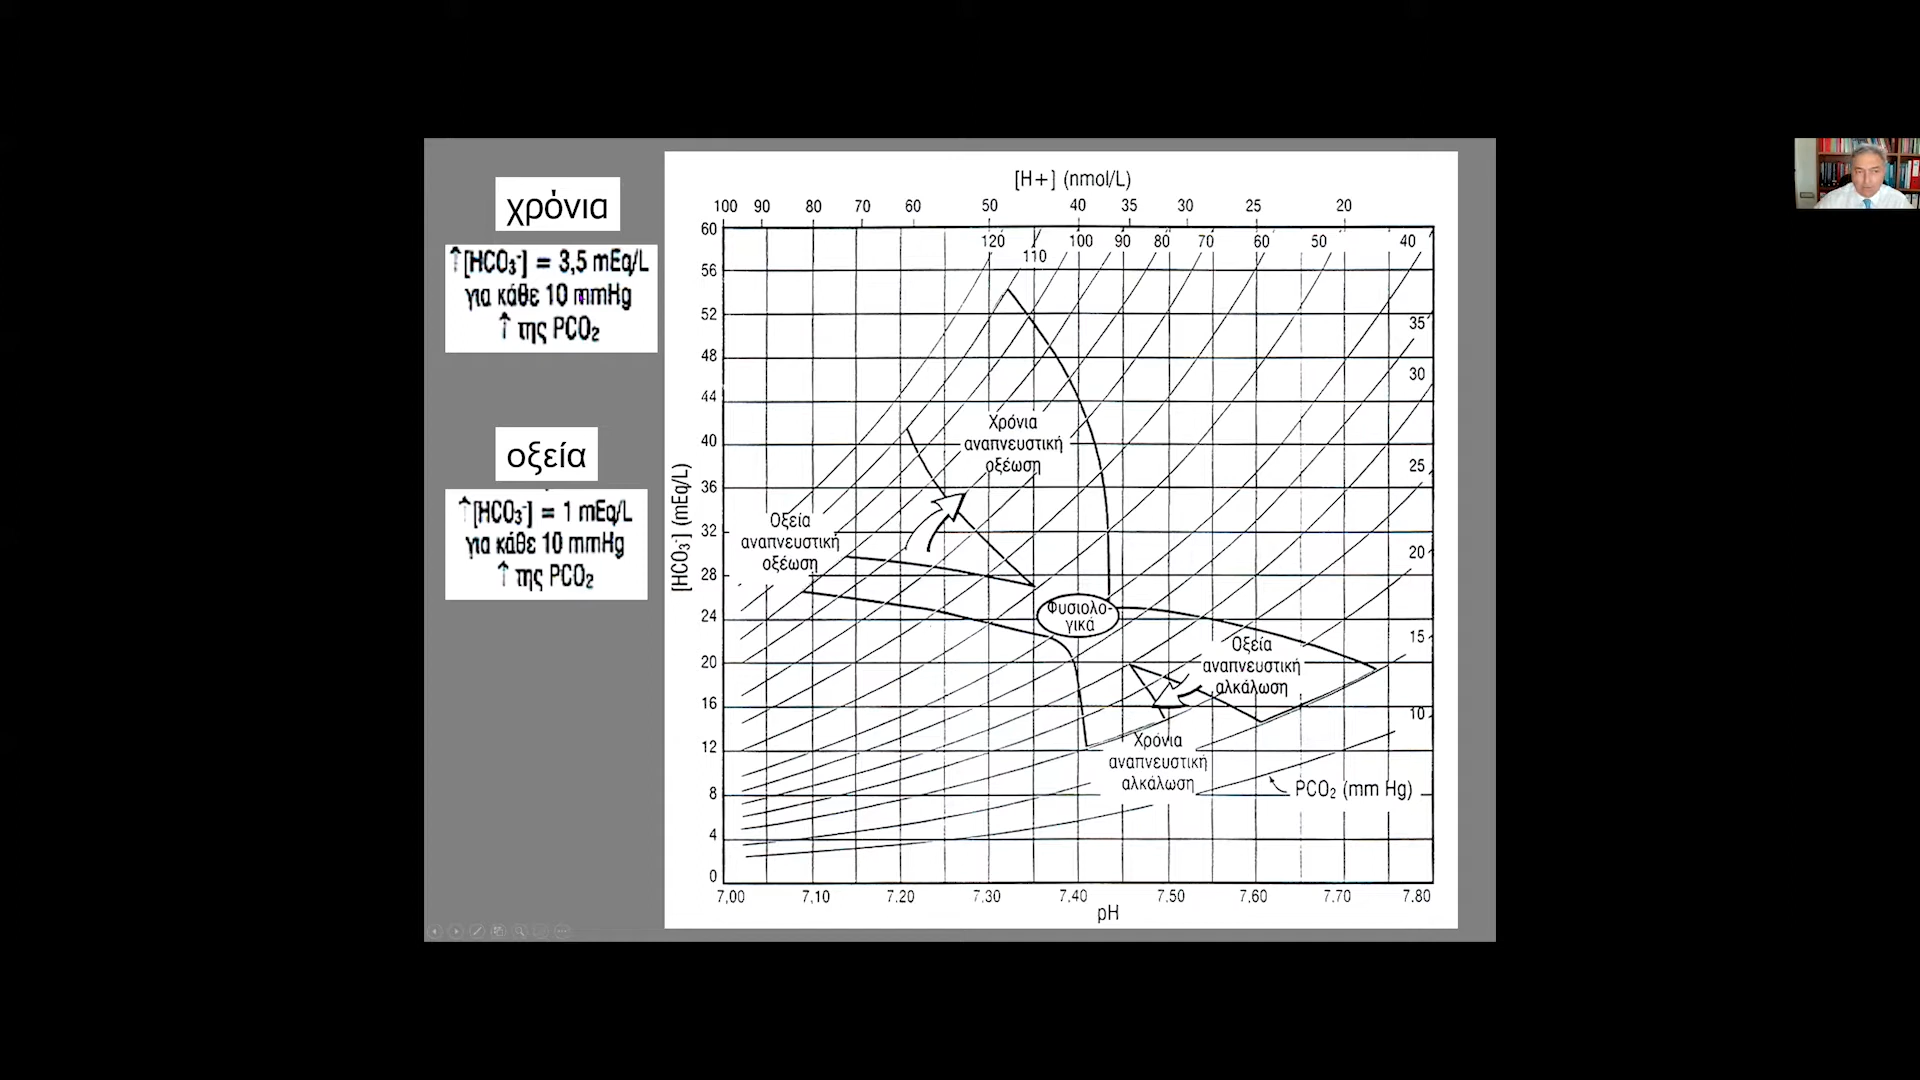 χρόνια
↑[HCO₃⁻] = 3,5 mEq/L
για κάθε 10 mmHg
↑ της PCO₂
οξεία
↑[HCO₃⁻] = 1 mEq/L
για κάθε 10 mmHg
↑ της PCO₂
[H+] (nmol/L)
100 90 80 70 60 50 40 35 30 25 20
60
56
52
48
44
40
36
32
28
24
20
16
12
8
4
0
[HCO₃⁻] (mEq/L)
120 110 100 90 80 70 60 50 40
35
30
25
20
15
10
Χρόνια
αναπνευστική
οξέωση
Οξεία
αναπνευστική
οξέωση
Φυσιολο-
γικά
Οξεία
αναπνευστική
αλκάλωση
Χρόνια
αναπνευστική
αλκάλωση
PCO₂ (mm Hg)
7,00 7,10 7,20 7,30 7,40 7.50 7,60 7.70 7.80
pH